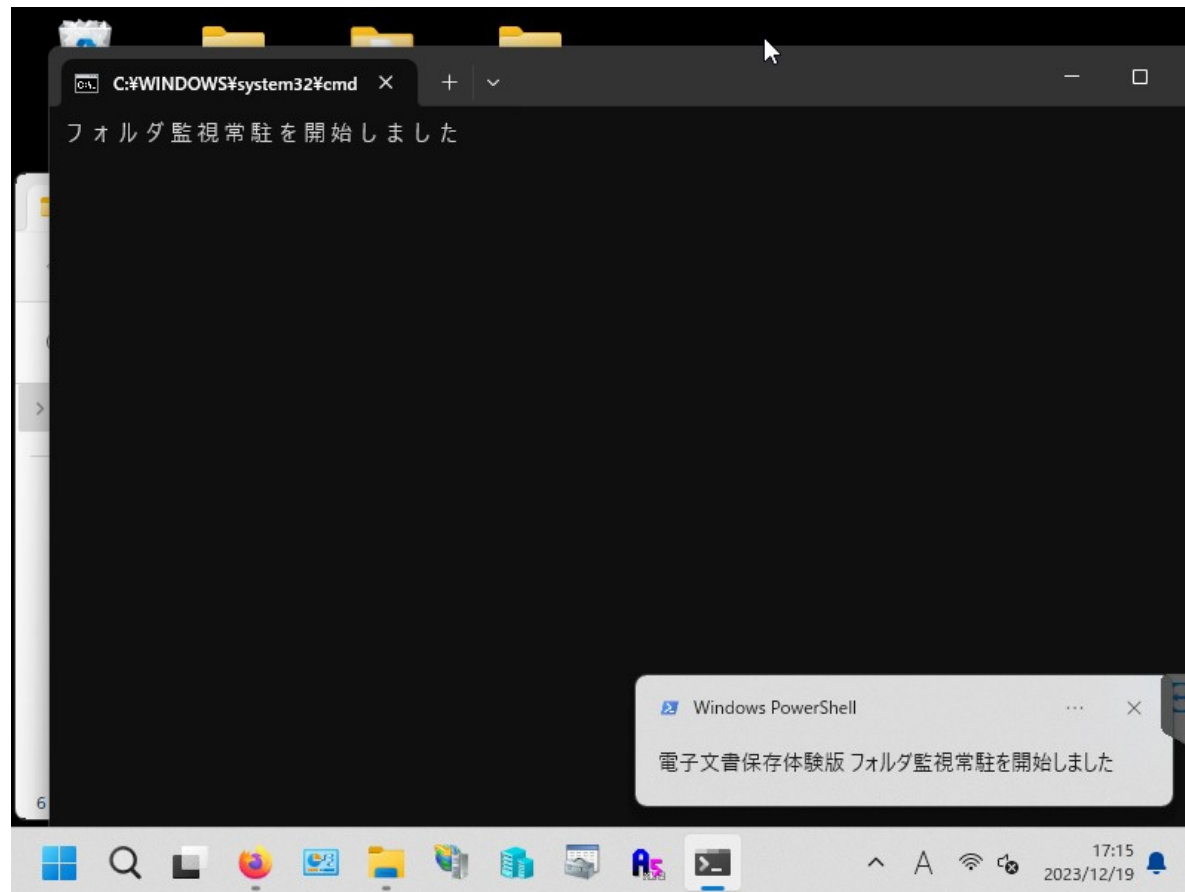 C:¥WINDOWS¥system32¥cmd
フォルダ監視常駐を開始しました
Windows PowerShell
電子文書保存体験版 フォルダ監視常駐を開始しました
6
A
17:15
2023/12/19